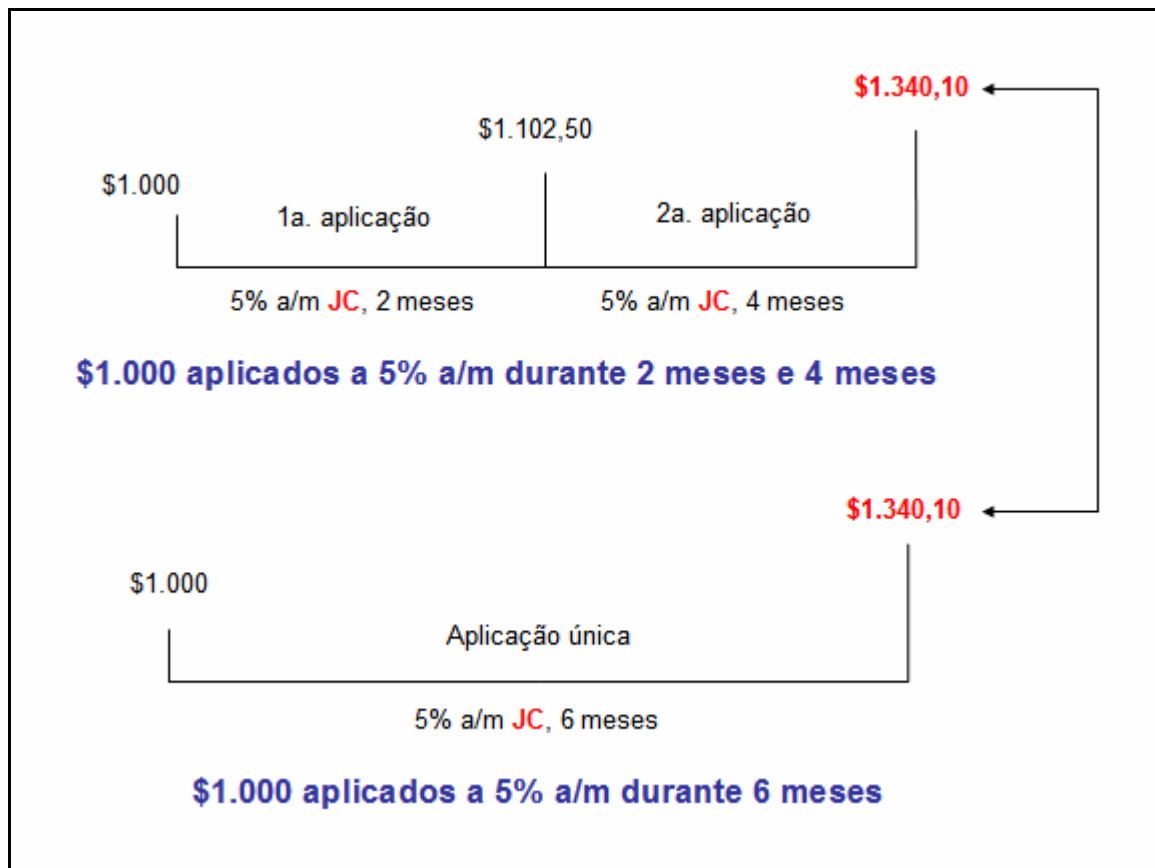 $1.340,10
$1.102,50
$1.000
1a. aplicação
2a. aplicação
5% a/m JC, 2 meses
5% a/m JC, 4 meses
$1.000 aplicados a 5% a/m durante 2 meses e 4 meses
$1.340,10
$1.000
Aplicação única
5% a/m JC, 6 meses
$1.000 aplicados a 5% a/m durante 6 meses